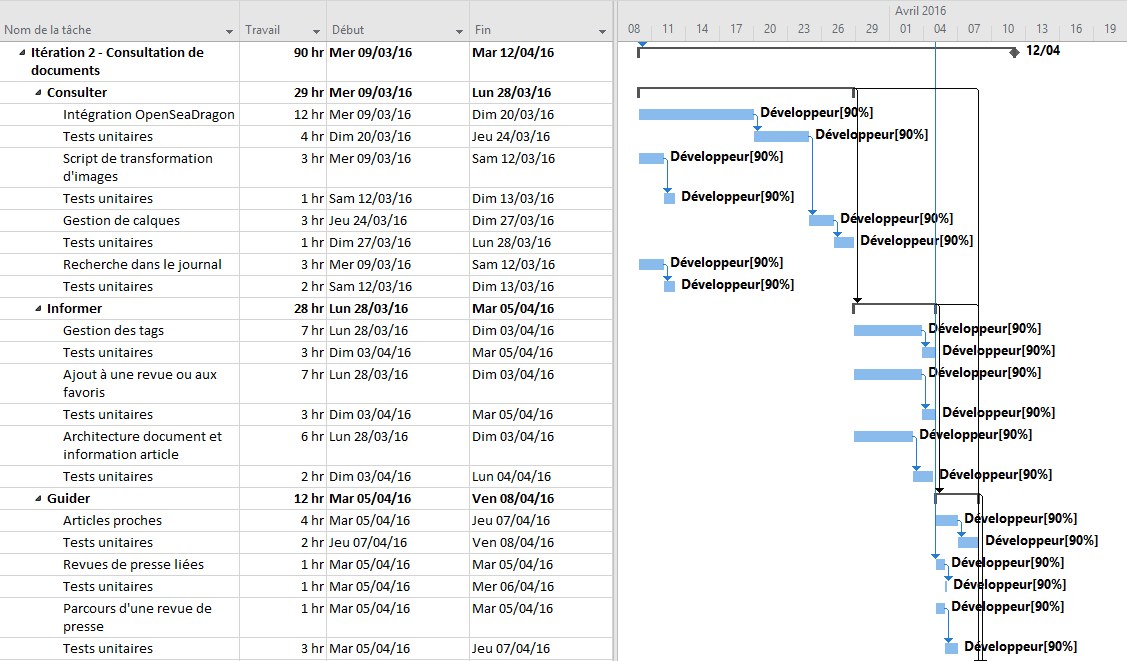 Avril 2016
Nom de la tâche Travail Début Fin 08 11 14 17 20 23 26 29 01 04 07 10 13 16 19
Itération 2 - Consultation de 90 hr Mer 09/03/16 Mar 12/04/16 12/04
documents
Consulter 29 hr Mer 09/03/16 Lun 28/03/16
Intégration OpenSeaDragon 12 hr Mer 09/03/16 Dim 20/03/16 Développeur[90%]
Tests unitaires 4 hr Dim 20/03/16 Jeu 24/03/16 Développeur[90%]
Script de transformation 3 hr Mer 09/03/16 Sam 12/03/16 Développeur[90%]
d'images
Tests unitaires 1 hr Sam 12/03/16 Dim 13/03/16 Développeur[90%]
Gestion de calques 3 hr Jeu 24/03/16 Dim 27/03/16 Développeur[90%]
Tests unitaires 1 hr Dim 27/03/16 Lun 28/03/16 Développeur[90%]
Recherche dans le journal 3 hr Mer 09/03/16 Sam 12/03/16 Développeur[90%]
Tests unitaires 2 hr Sam 12/03/16 Dim 13/03/16 Développeur[90%]
Informer 28 hr Lun 28/03/16 Mar 05/04/16
Gestion des tags 7 hr Lun 28/03/16 Dim 03/04/16 Développeur[90%]
Tests unitaires 3 hr Dim 03/04/16 Mar 05/04/16 Développeur[90%]
Ajout à une revue ou aux 7 hr Lun 28/03/16 Dim 03/04/16 Développeur[90%]
favoris
Tests unitaires 3 hr Dim 03/04/16 Mar 05/04/16 Développeur[90%]
Architecture document et 6 hr Lun 28/03/16 Dim 03/04/16 Développeur[90%]
information article
Tests unitaires 2 hr Dim 03/04/16 Lun 04/04/16 Développeur[90%]
Guider 12 hr Mar 05/04/16 Ven 08/04/16
Articles proches 4 hr Mar 05/04/16 Jeu 07/04/16 Développeur[90%]
Tests unitaires 2 hr Jeu 07/04/16 Ven 08/04/16 Développeur[90%]
Revues de presse liées 1 hr Mar 05/04/16 Mar 05/04/16 Développeur[90%]
Tests unitaires 1 hr Mar 05/04/16 Mer 06/04/16 Développeur[90%]
Parcours d'une revue de 1 hr Mar 05/04/16 Mar 05/04/16 Développeur[90%]
presse
Tests unitaires 3 hr Mar 05/04/16 Jeu 07/04/16 Développeur[90%]